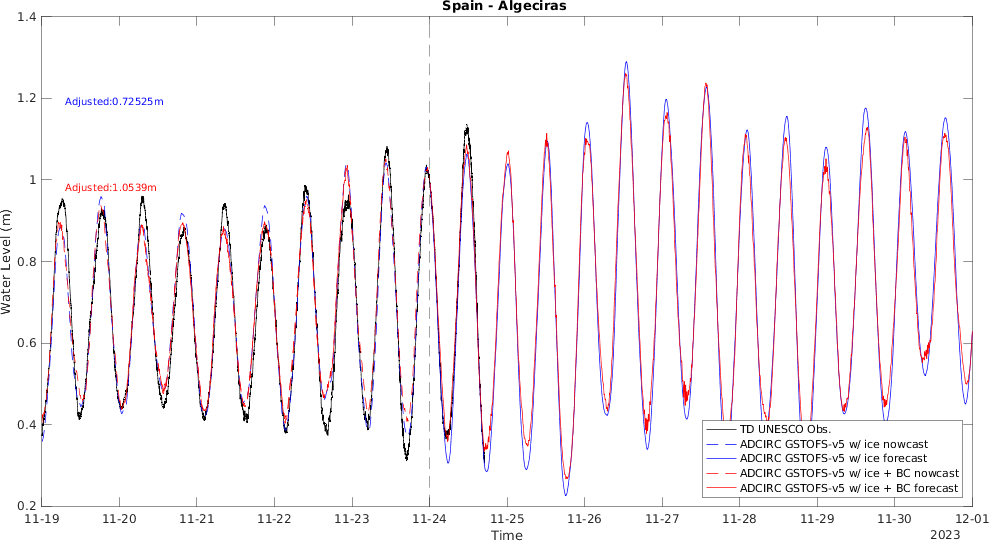 Spain - Algeciras
1.4
1.2
1
0.8
0.6
0.4
0.2
Water Level (m)
Adjusted:0.72525m
Adjusted:1.0539m
TD UNESCO Obs.
ADCIRC GSTOFS-v5 w/ ice nowcast
ADCIRC GSTOFS-v5 w/ ice forecast
ADCIRC GSTOFS-v5 w/ ice + BC nowcast
ADCIRC GSTOFS-v5 w/ ice + BC forecast
11-19 11-20 11-21 11-22 11-23 11-24 11-25 11-26 11-27 11-28 11-29 11-30 12-01
Time
2023